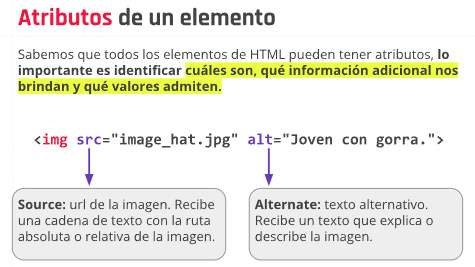 Atributos de un elemento
Sabemos que todos los elementos de HTML pueden tener atributos, lo
importante es identificar cuáles son, qué información adicional nos
brindan y qué valores admiten.
<img src="image_hat.jpg" alt="Joven con gorra.">
Source: url de la imagen. Recibe
una cadena de texto con la ruta
absoluta o relativa de la imagen.
Alternate: texto alternativo.
Recibe un texto que explica o
describe la imagen.